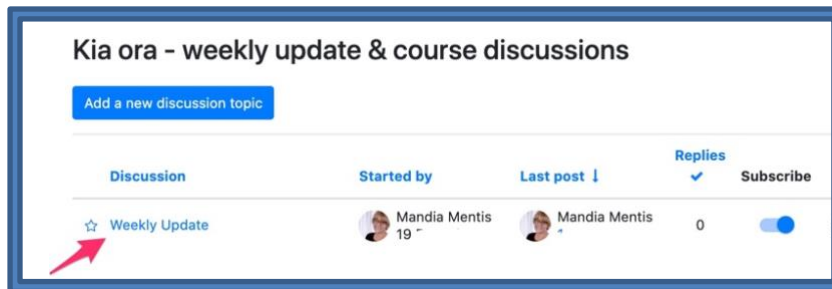 Kia ora - weekly update & course discussions
Add a new discussion topic
Replies
Discussion Started by Last post ↓ Subscribe
Weekly Update Mandia Mentis Mandia Mentis 0
19